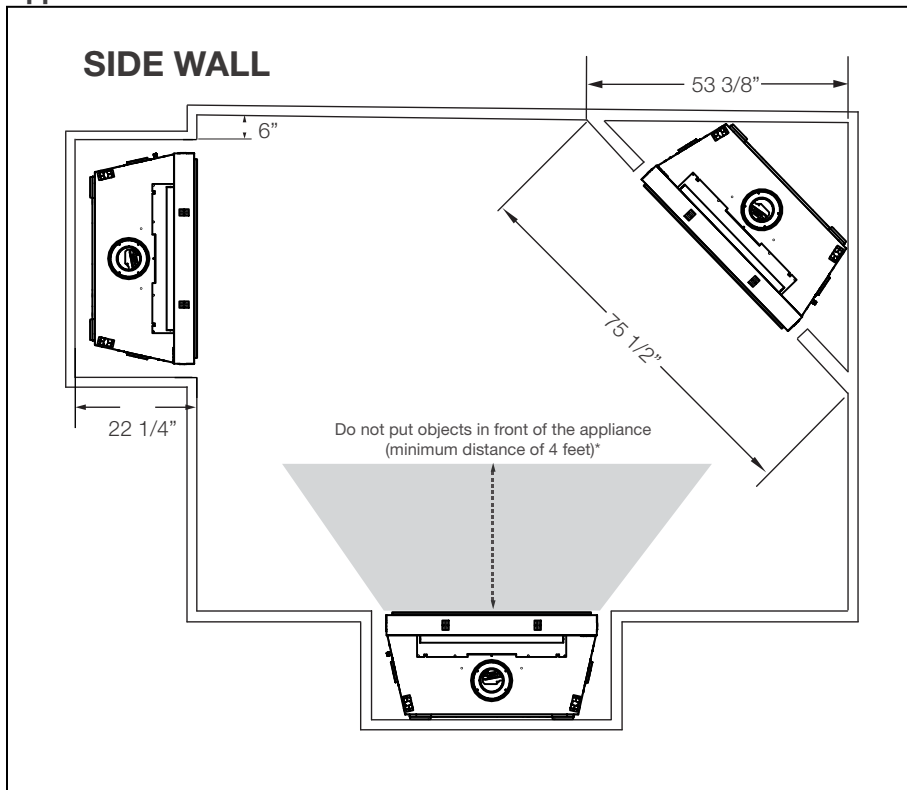 SIDE WALL
53 3/8”
6”
75 1/2”
22 1/4”
Do not put objects in front of the appliance
(minimum distance of 4 feet)*